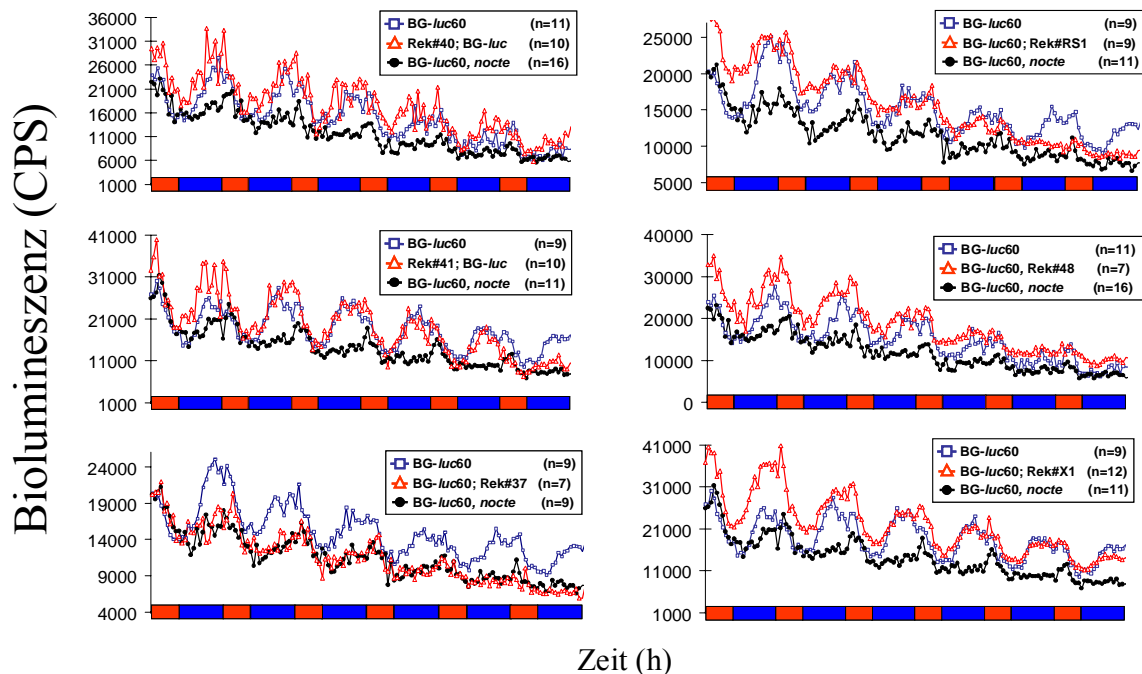 Biolumineszenz (CPS)
36000
31000
26000
21000
16000
11000
6000
1000
BG-luc60 (n=11)
Rek#40; BG-luc (n=10)
BG-luc60, nocte (n=16)
25000
20000
15000
10000
5000
BG-luc60 (n=9)
BG-luc60; Rek#RS1 (n=9)
BG-luc60, nocte (n=11)
41000
31000
21000
11000
1000
BG-luc60 (n=9)
Rek#41; BG-luc (n=10)
BG-luc60, nocte (n=11)
40000
30000
20000
10000
0
BG-luc60 (n=11)
BG-luc60, Rek#48 (n=7)
BG-luc60, nocte (n=16)
24000
19000
14000
9000
4000
BG-luc60 (n=9)
BG-luc60; Rek#37 (n=7)
BG-luc60, nocte (n=9)
41000
31000
21000
11000
1000
BG-luc60 (n=9)
BG-luc60; Rek#X1 (n=12)
BG-luc60, nocte (n=11)
Zeit (h)